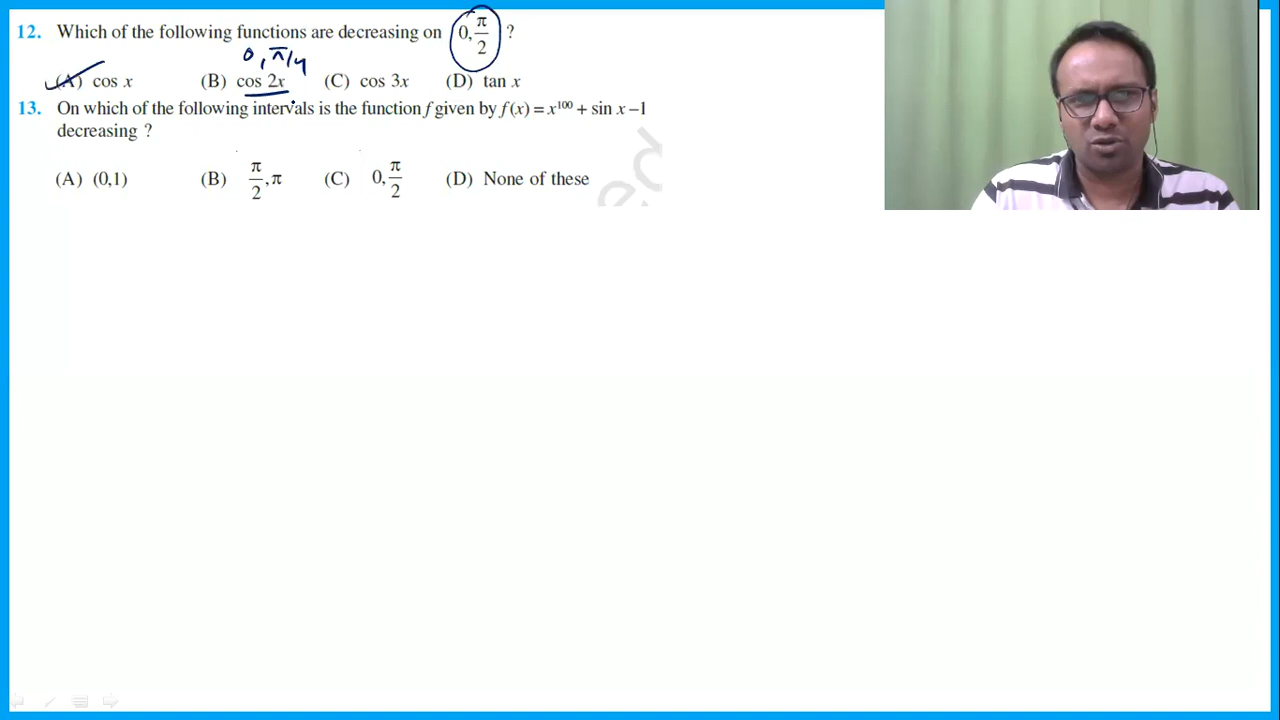 12. Which of the following functions are decreasing on 0, π/2 ?
0, π/4
(A) cos x (B) cos 2x (C) cos 3x (D) tan x
13. On which of the following intervals is the function f given by f(x) = x¹⁰⁰ + sin x –1
decreasing ?
(A) (0,1) (B) π/2, π (C) 0, π/2 (D) None of these
ed